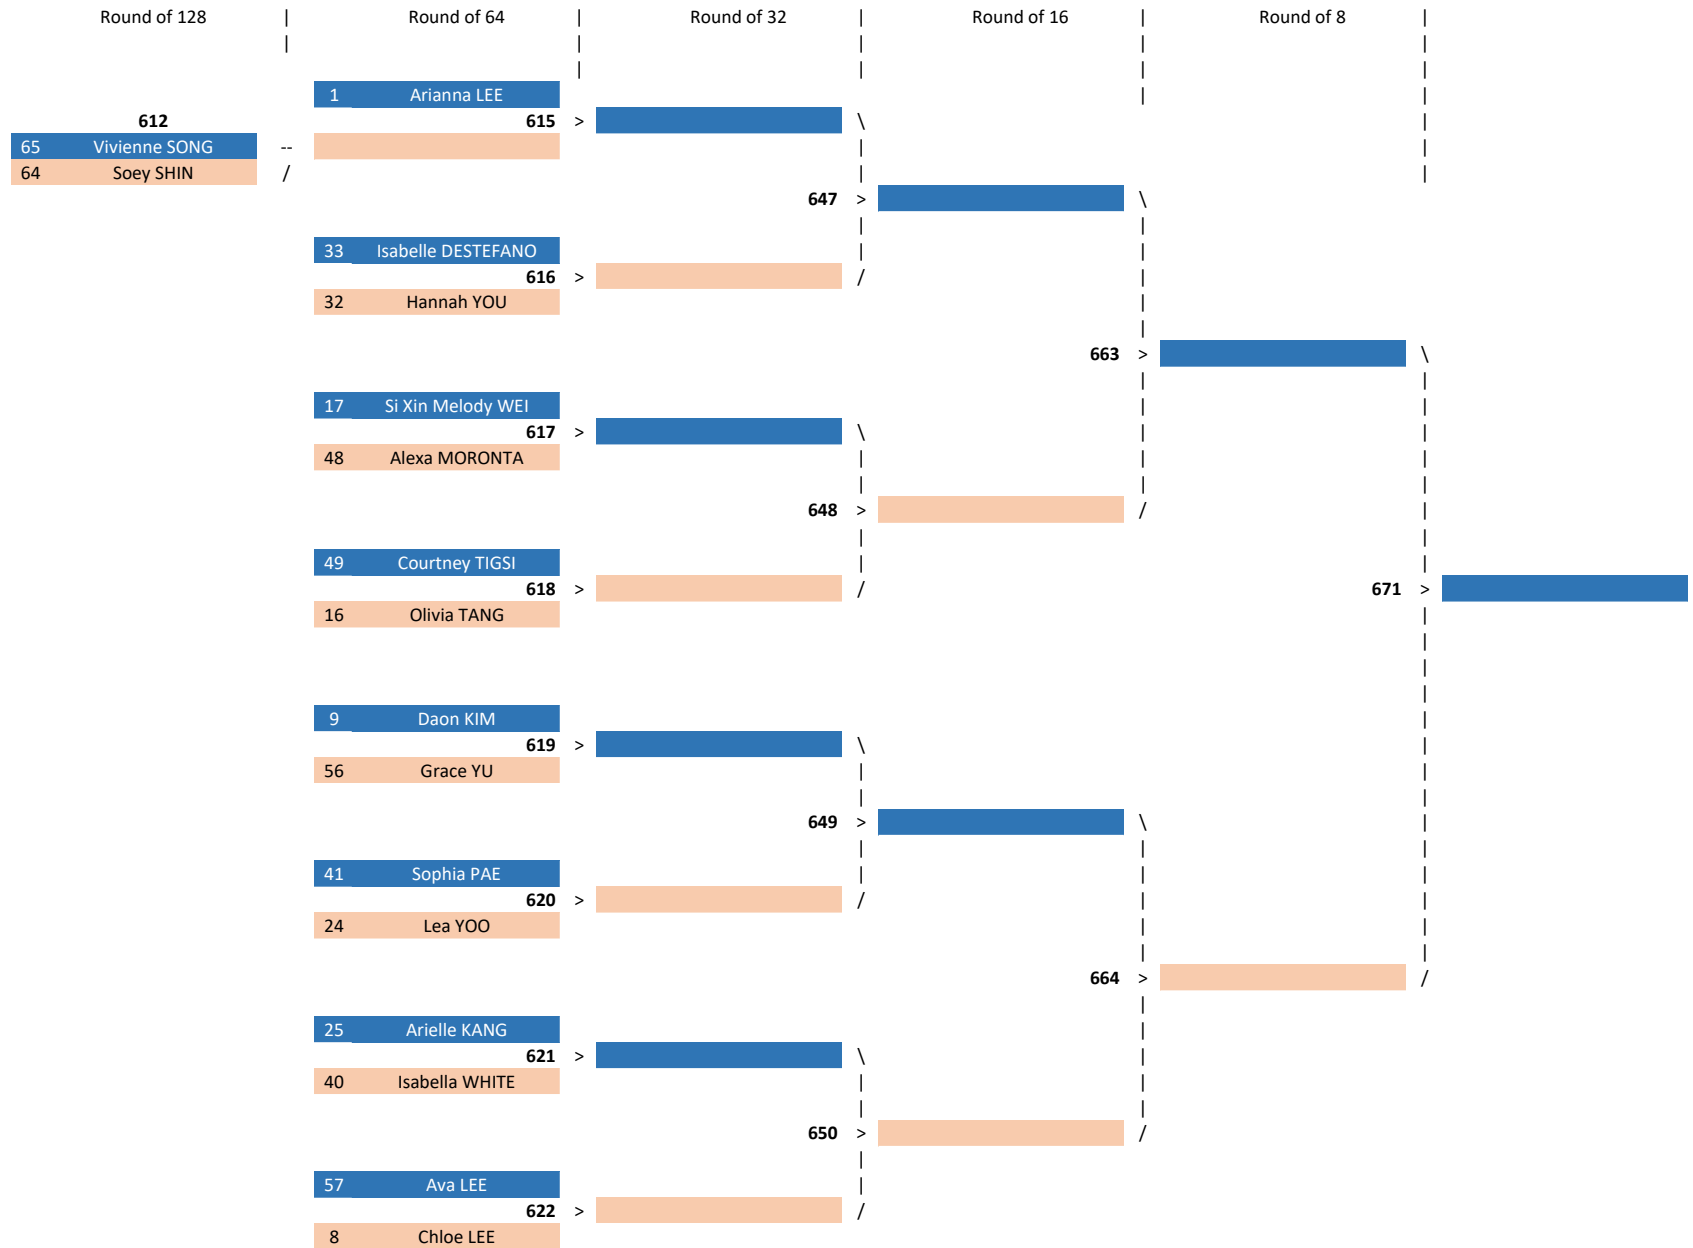 Round of 128 | Round of 64 | Round of 32 | Round of 16 | Round of 8 |
1 Arianna LEE
612
615 >
65 Vivienne SONG --
64 Soey SHIN /
647 >
33 Isabelle DESTEFANO
616 >
32 Hannah YOU
663 >
17 Si Xin Melody WEI
617 >
48 Alexa MORONTA
648 >
49 Courtney TIGSI
618 >
671 >
16 Olivia TANG
9 Daon KIM
619 >
56 Grace YU
649 >
41 Sophia PAE
620 >
24 Lea YOO
664 >
25 Arielle KANG
621 >
40 Isabella WHITE
650 >
57 Ava LEE
622 >
8 Chloe LEE